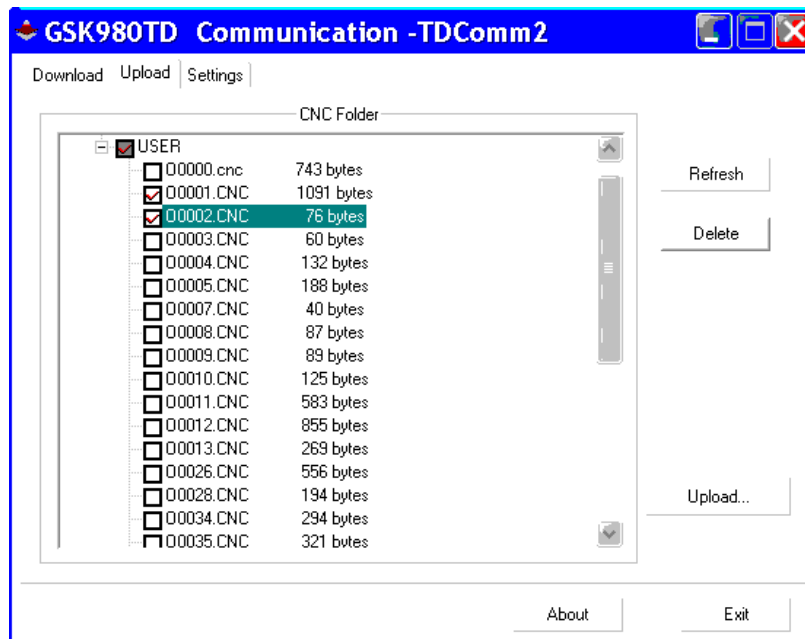 GSK980TD Communication -TDComm2
Download Upload Settings
CNC Folder
USER
O0000.cnc 743 bytes
O0001.CNC 1091 bytes
O0002.CNC 76 bytes
O0003.CNC 60 bytes
O0004.CNC 132 bytes
O0005.CNC 188 bytes
O0007.CNC 40 bytes
O0008.CNC 87 bytes
O0009.CNC 89 bytes
O0010.CNC 125 bytes
O0011.CNC 583 bytes
O0012.CNC 855 bytes
O0013.CNC 269 bytes
O0026.CNC 556 bytes
O0028.CNC 194 bytes
O0034.CNC 294 bytes
O0035.CNC 321 bytes
Refresh
Delete
Upload...
About Exit